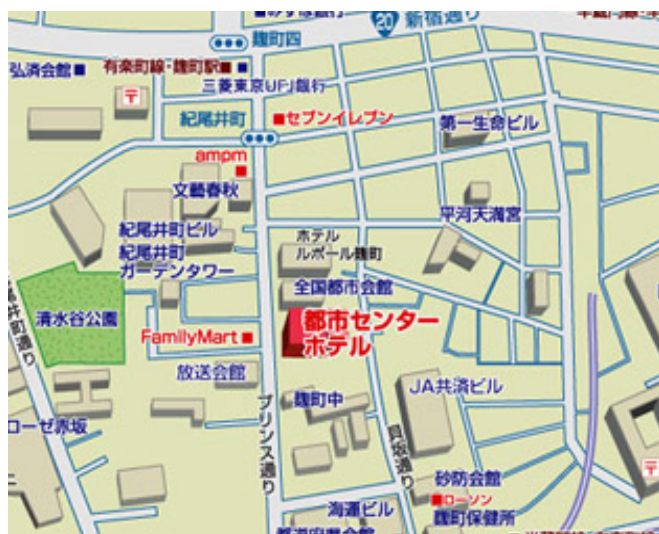 麹町四
20 新宿通り
弘済会館
有楽町線・麹町駅
三菱東京UFJ銀行
〒
紀尾井町
セブンイレブン
第一生命ビル
ampm
文藝春秋
平河天満宮
紀尾井町ビル
ホテル
ルポール麹町
紀尾井町
ガーデンタワー
全国都市会館
清水谷公園
都市センター
ホテル
FamilyMart
放送会館
麹町中
JA共済ビル
ローゼ赤坂
プリンス通り
貝坂通り
砂防会館
〒
ローソン
海運ビル
麹町保健所